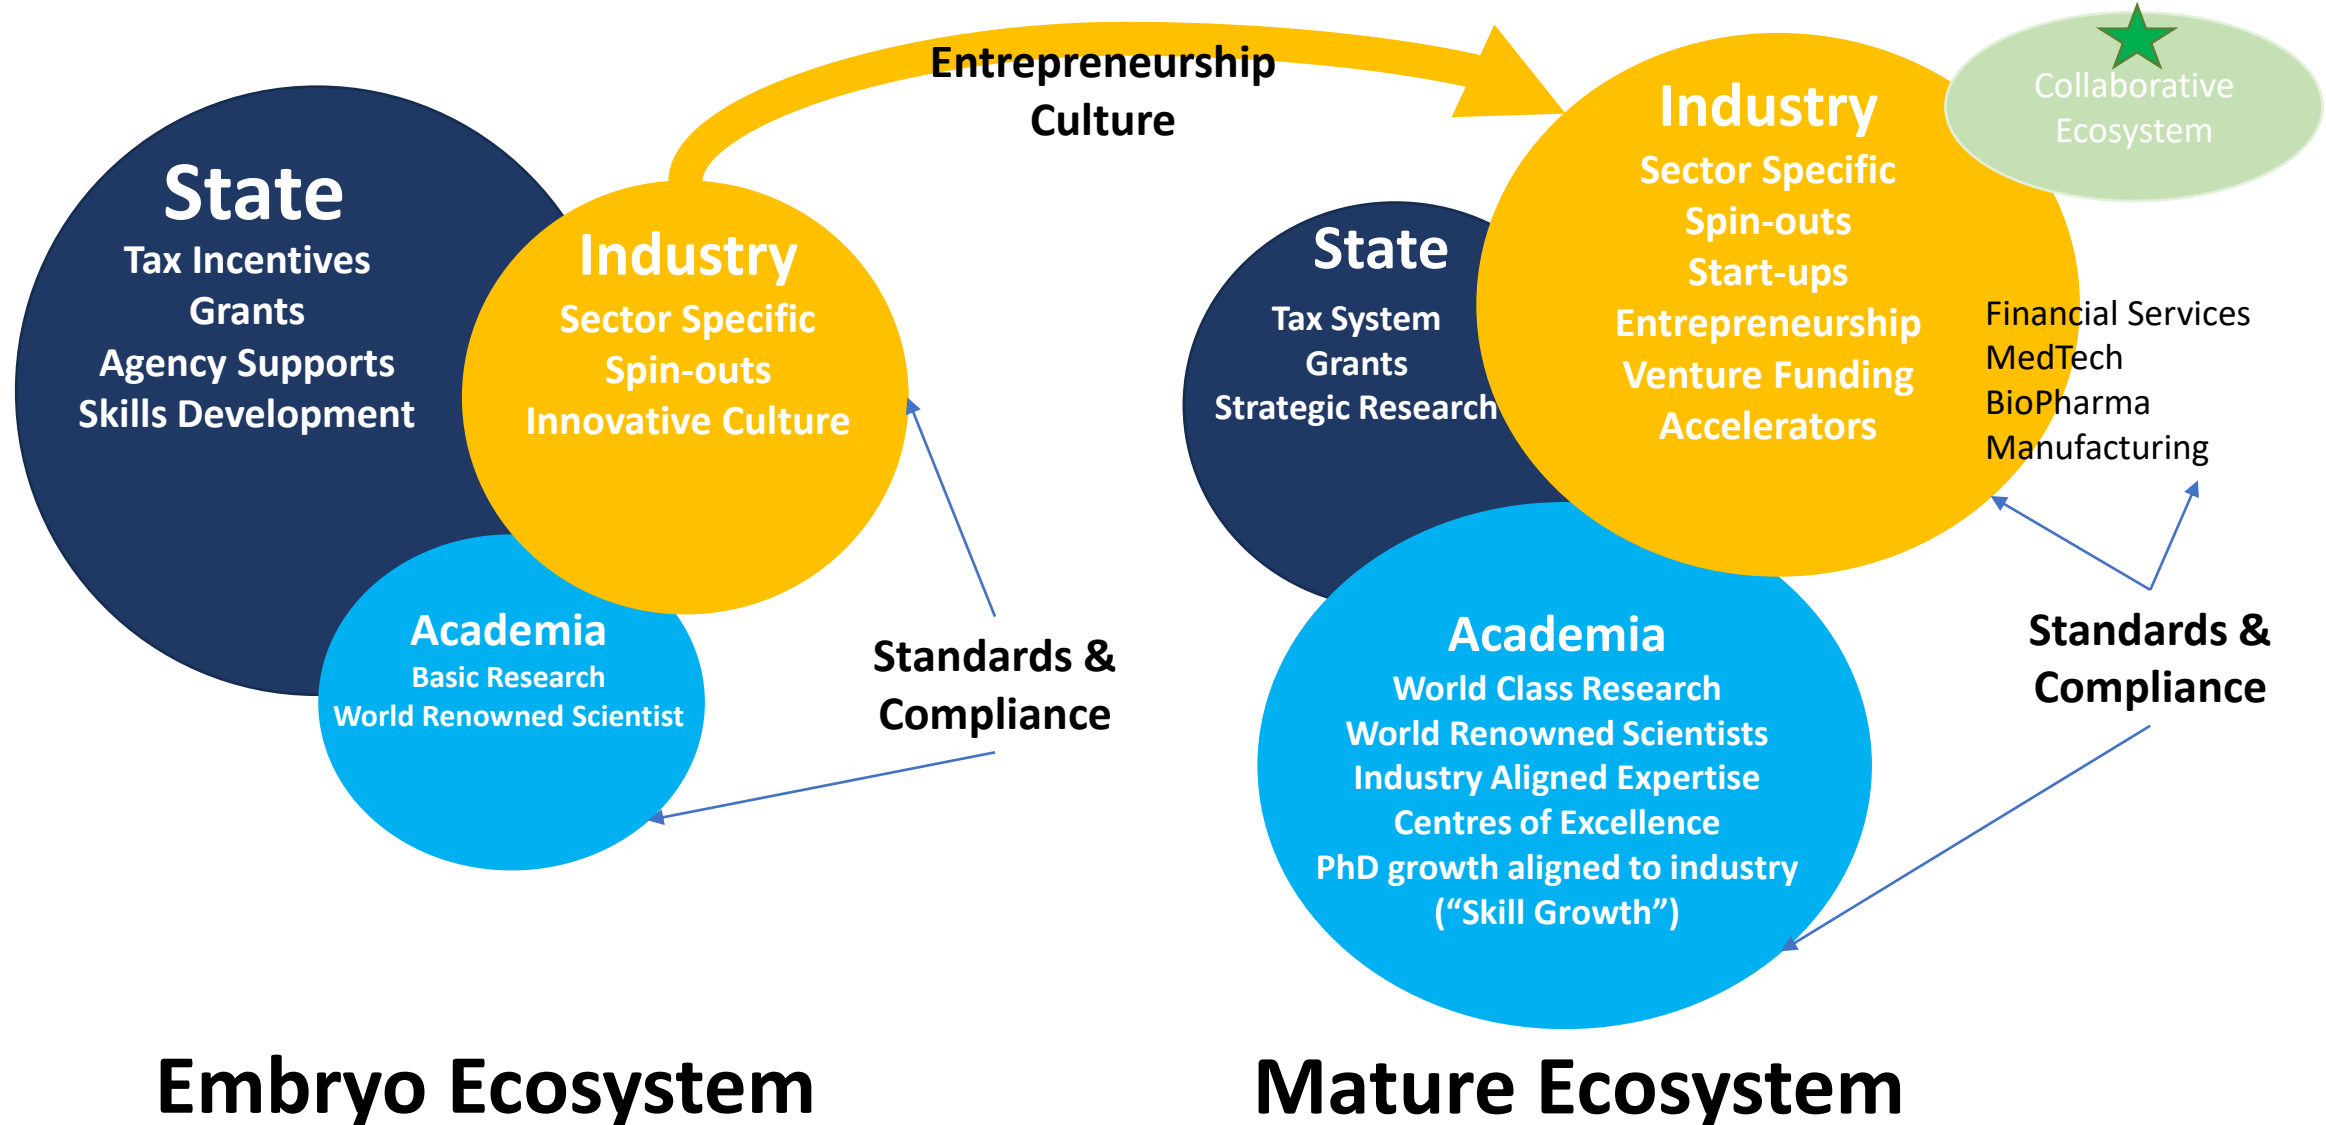 Entrepreneurship
Culture
State
Tax Incentives
Grants
Agency Supports
Skills Development
Industry
Sector Specific
Spin-outs
Innovative Culture
Academia
Basic Research
World Renowned Scientist
Standards &
Compliance
Embryo Ecosystem
Collaborative
Ecosystem
Industry
Sector Specific
Spin-outs
Start-ups
Entrepreneurship
Venture Funding
Accelerators
State
Tax System
Grants
Strategic Research
Financial Services
MedTech
BioPharma
Manufacturing
Academia
World Class Research
World Renowned Scientists
Industry Aligned Expertise
Centres of Excellence
PhD growth aligned to industry
(“Skill Growth”)
Standards &
Compliance
Mature Ecosystem